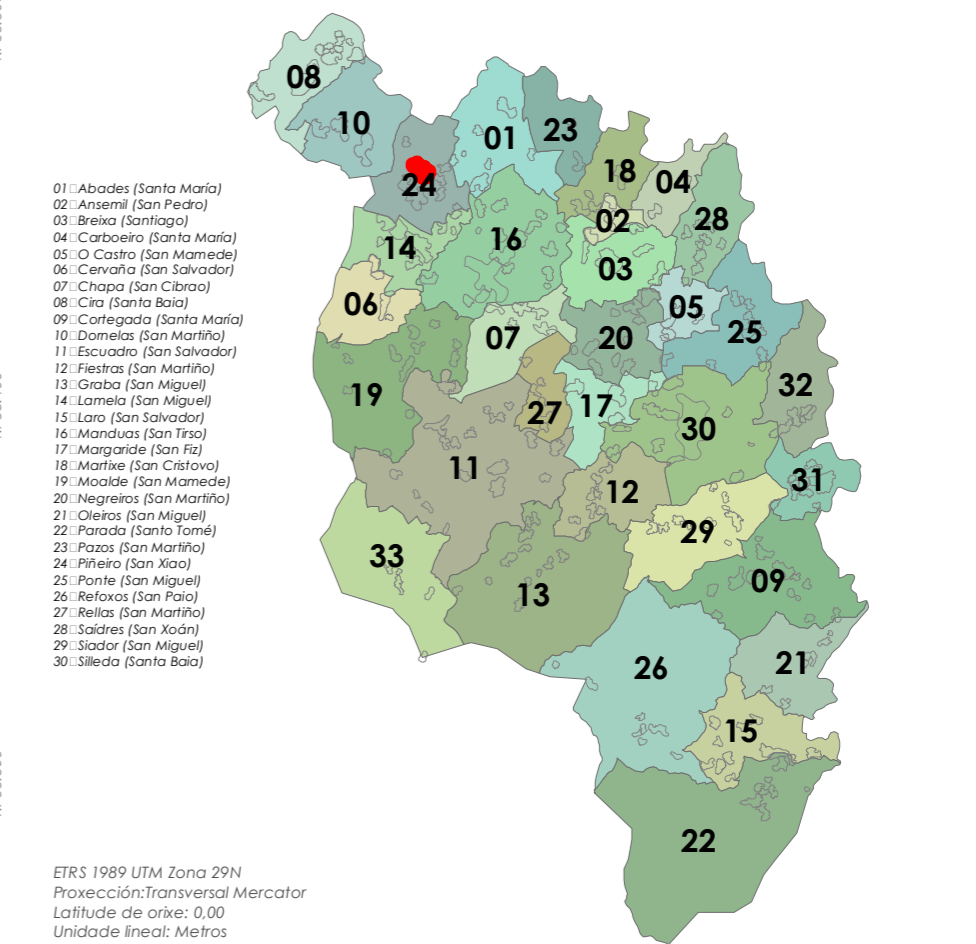 08
10
01
23
24
18
04
02
28
14
16
03
06
05
07
20
25
19
32
27
17
30
11
12
31
29
33
13
09
26
21
15
22
01 Abades (Santa María)
02 Ansemil (San Pedro)
03 Breixa (Santiago)
04 Carboeiro (Santa María)
05 O Castro (San Mamede)
06 Cervaña (San Salvador)
07 Chapa (San Cibrao)
08 Cira (Santa Baia)
09 Cortegada (Santa María)
10 Dornelas (San Martiño)
11 Escuadro (San Salvador)
12 Fiestras (San Martiño)
13 Graba (San Miguel)
14 Lamela (San Miguel)
15 Laro (San Salvador)
16 Manduas (San Tirso)
17 Margaride (San Fiz)
18 Martixe (San Cristovo)
19 Moalde (San Mamede)
20 Negreiros (San Martiño)
21 Oleiros (San Miguel)
22 Parada (Santo Tomé)
23 Pazos (San Martiño)
24 Piñeiro (San Xiao)
25 Ponte (San Miguel)
26 Refoxos (San Paio)
27 Rellas (San Martiño)
28 Saídres (San Xoán)
29 Siador (San Miguel)
30 Silleda (Santa Baia)
ETRS 1989 UTM Zona 29N
Proxección:Transversal Mercator
Latitude de orixe: 0,00
Unidade lineal: Metros